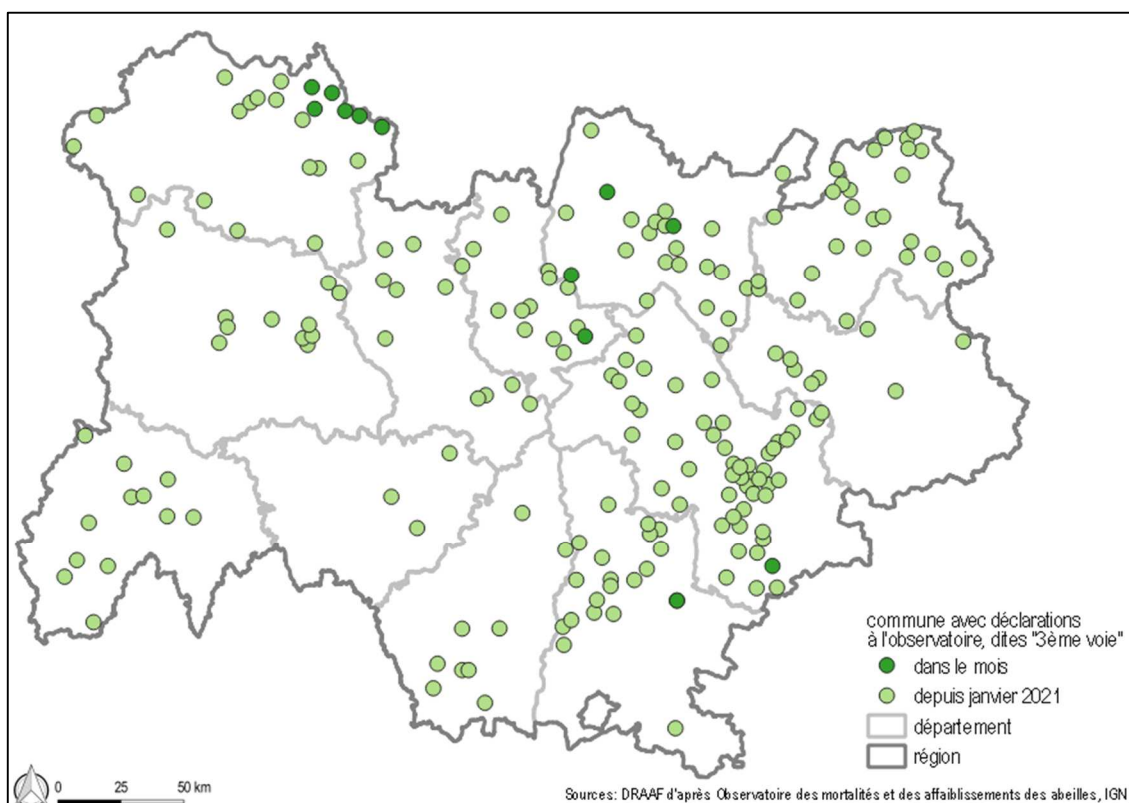 commune avec déclarations
à l'observatoire, dites "3ème voie"
dans le mois
depuis janvier 2021
département
région
0 25 50 km
Sources: DRAAF d'après Observatoire des mortalités et des affaiblissements des abeilles, IGN